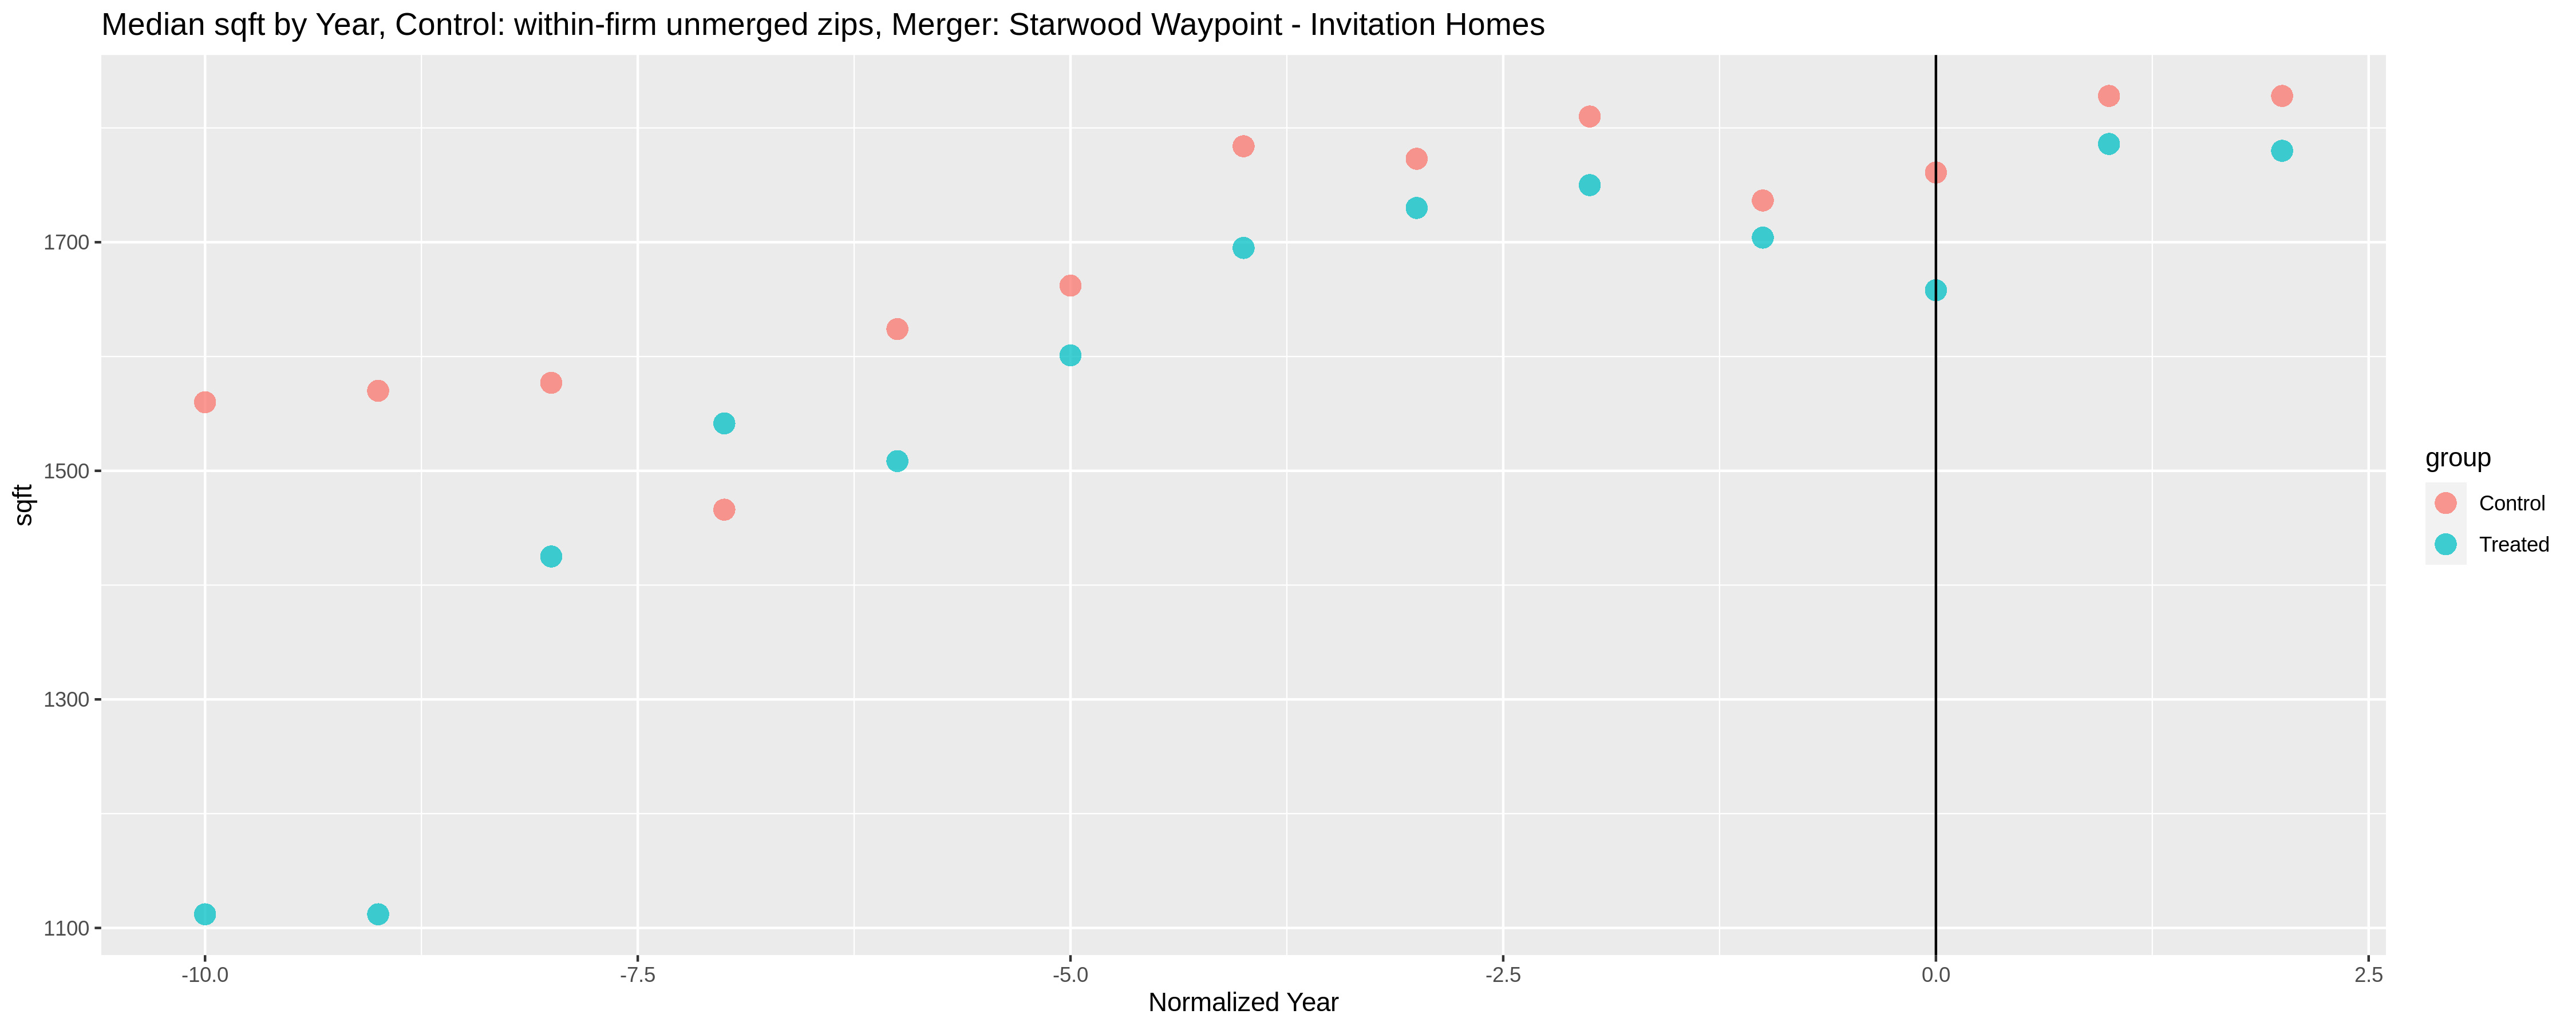 Median sqft by Year, Control: within-firm unmerged zips, Merger: Starwood Waypoint - Invitation Homes
sqft
1700
1500
1300
1100
-10.0
-7.5
-5.0
-2.5
0.0
2.5
Normalized Year
group
Control
Treated